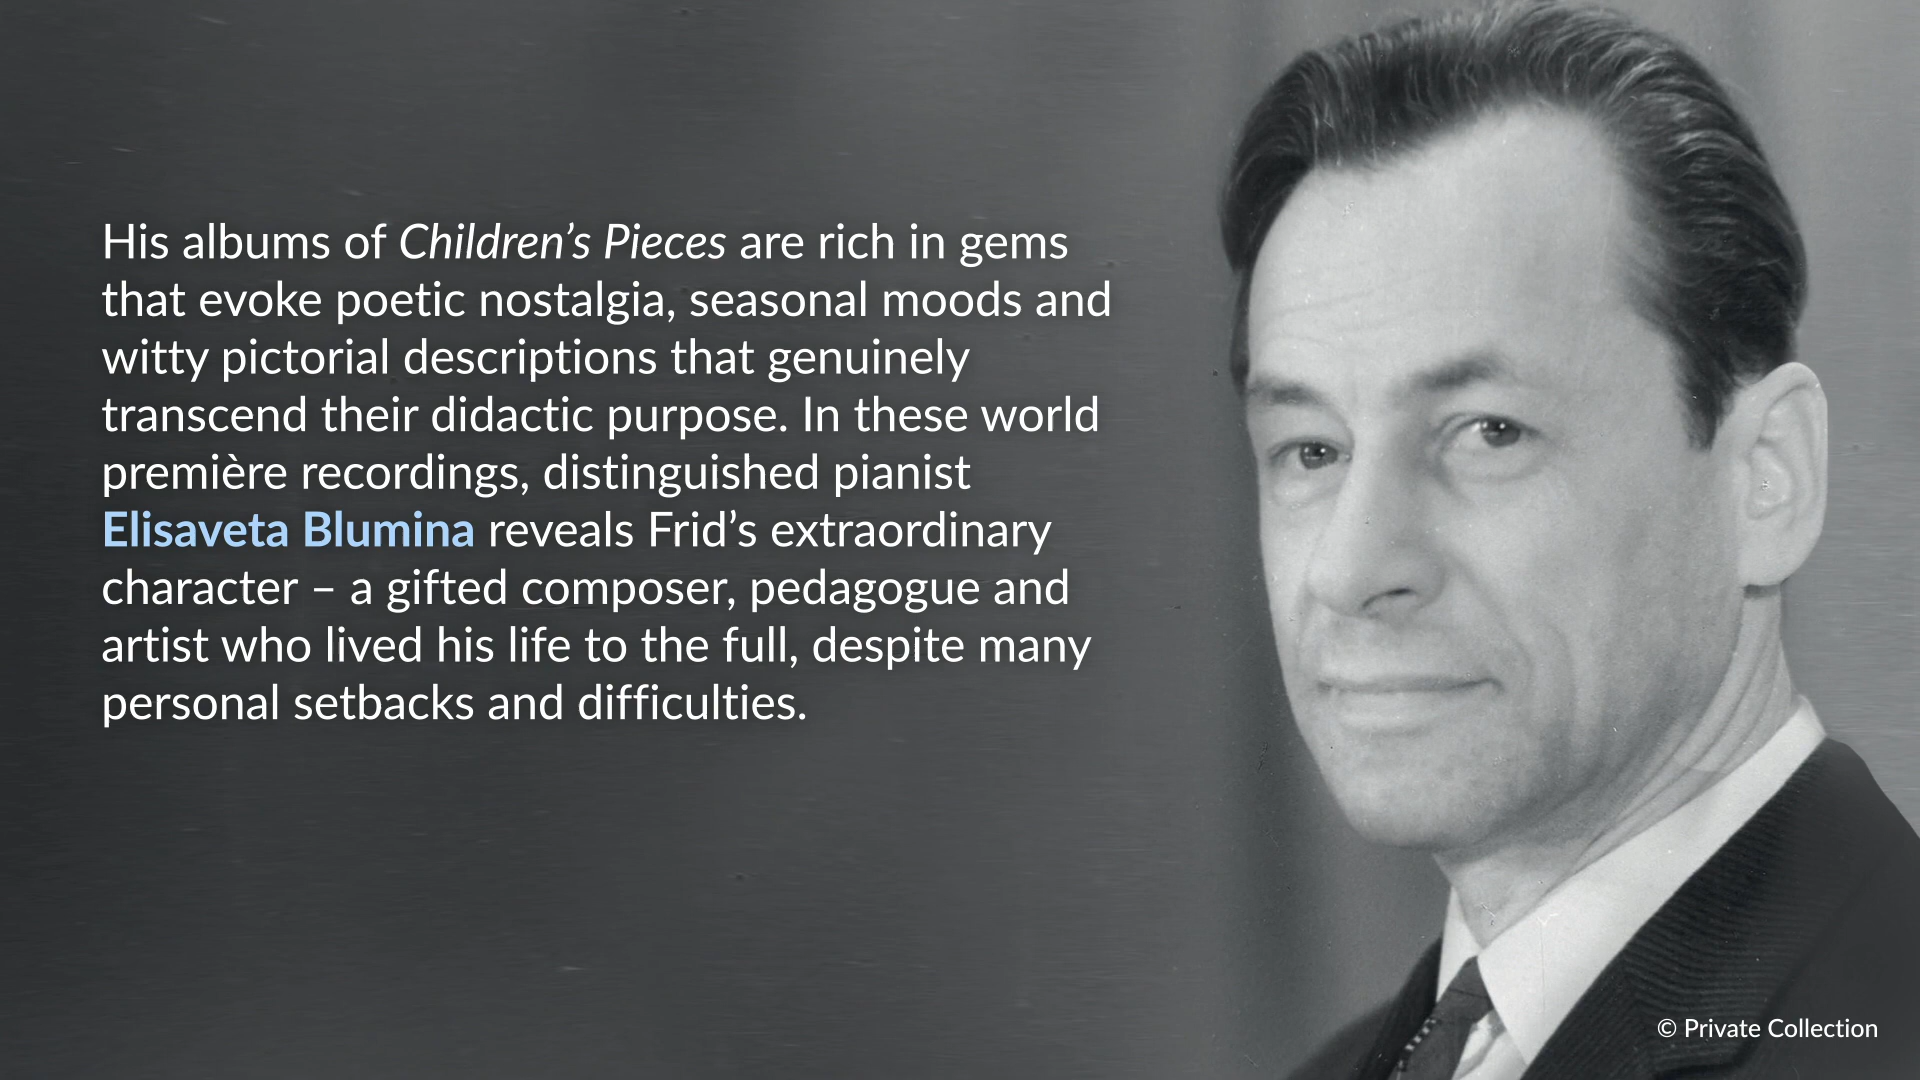 His albums of Children’s Pieces are rich in gems
that evoke poetic nostalgia, seasonal moods and
witty pictorial descriptions that genuinely
transcend their didactic purpose. In these world
première recordings, distinguished pianist
Elisaveta Blumina reveals Frid’s extraordinary
character – a gifted composer, pedagogue and
artist who lived his life to the full, despite many
personal setbacks and difficulties.
© Private Collection